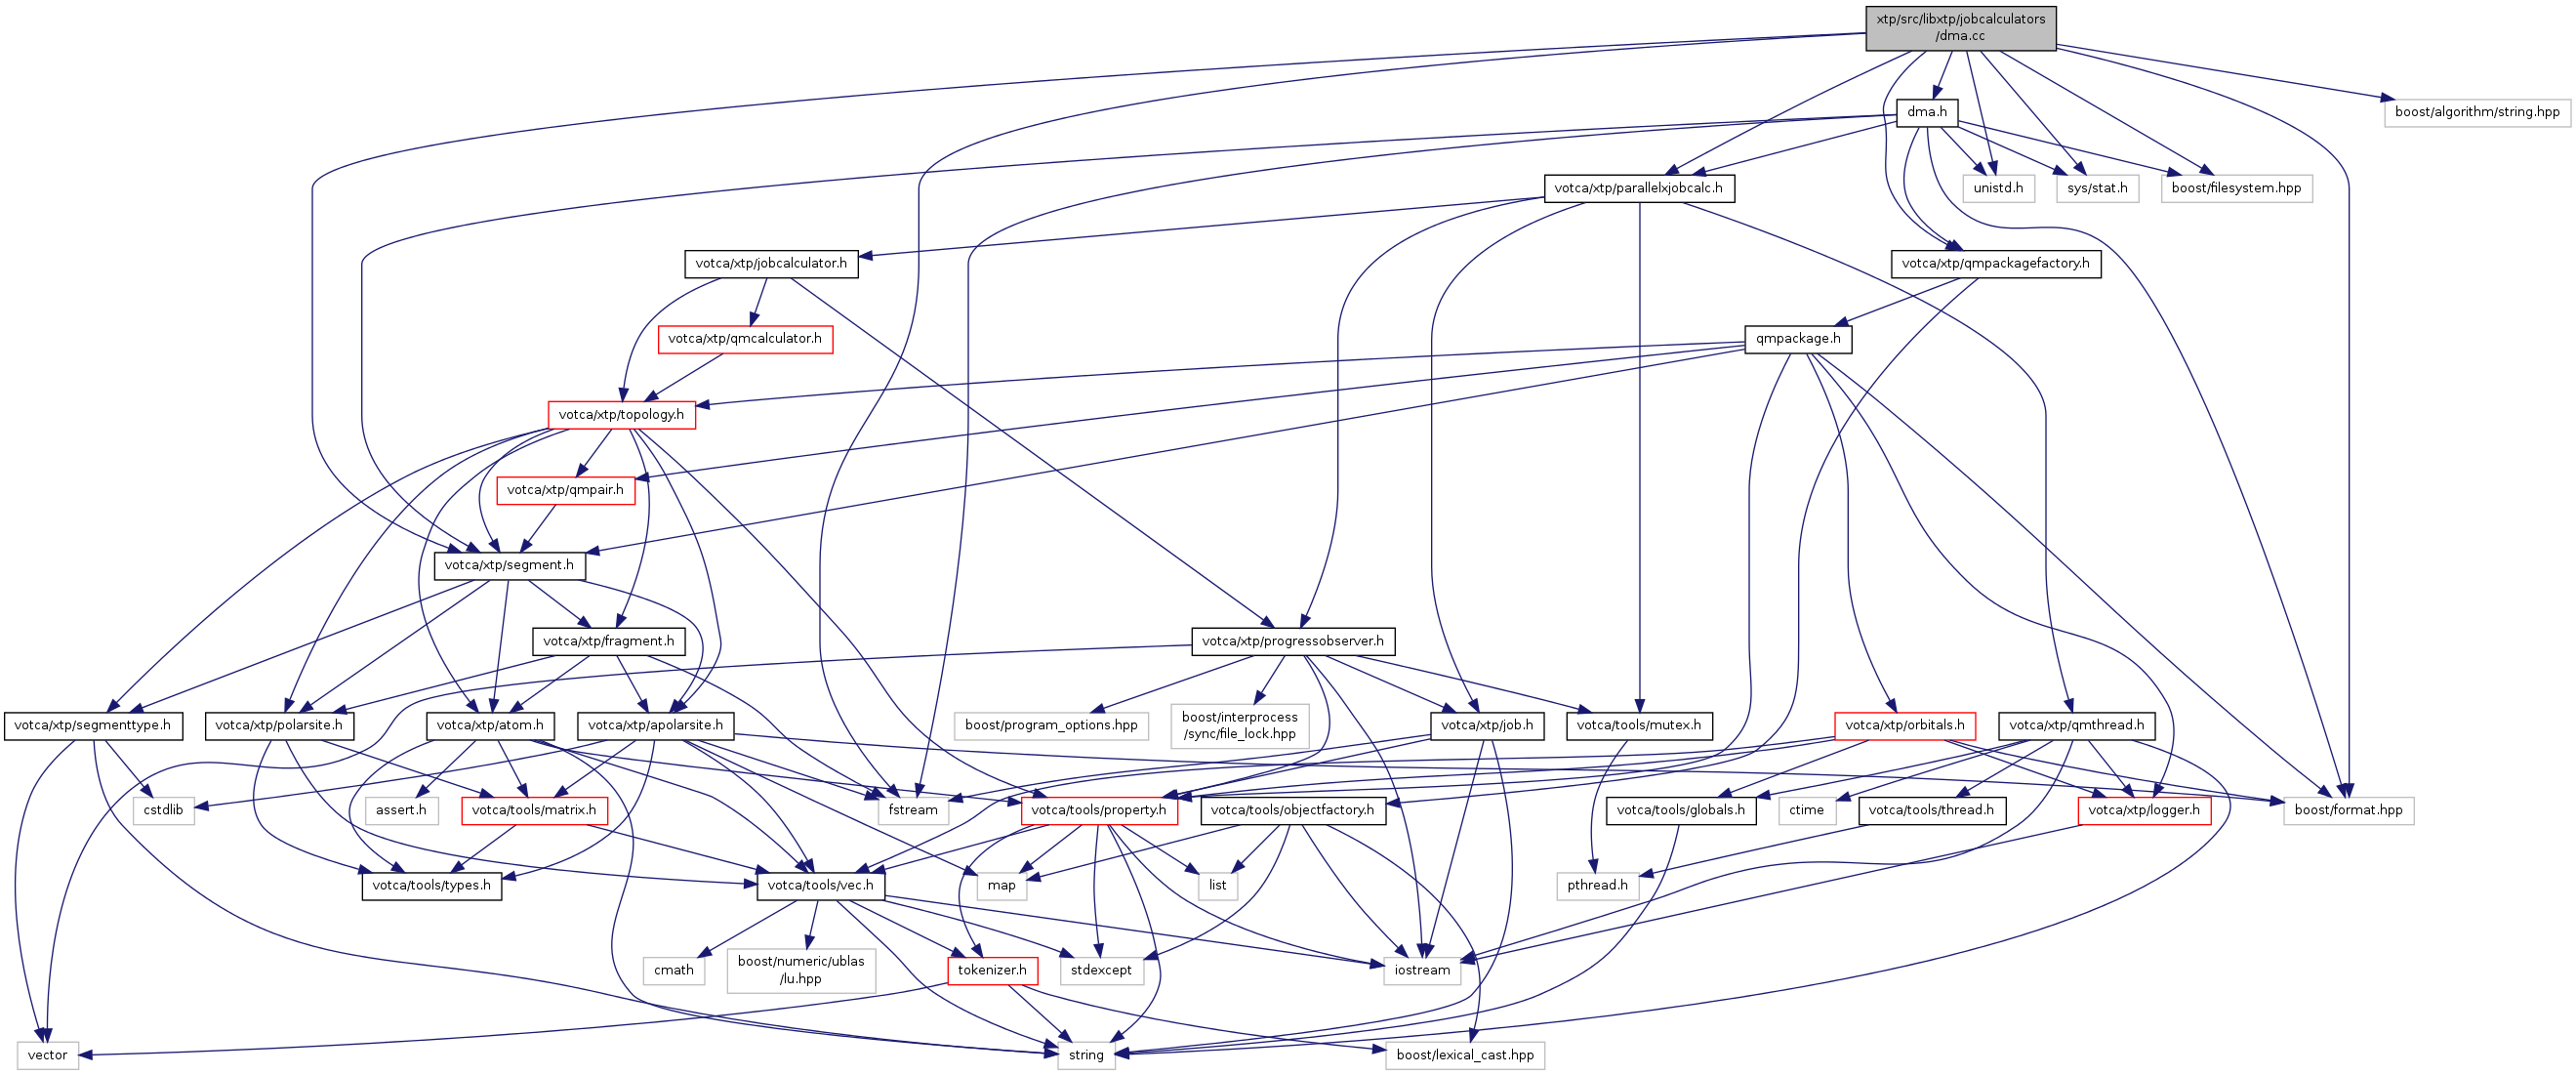 xtp/src/libxtp/jobcalculators
/dma.cc
dma.h
boost/algorithm/string.hpp
votca/xtp/parallelxjobcalc.h
unistd.h
sys/stat.h
boost/filesystem.hpp
votca/xtp/jobcalculator.h
votca/xtp/qmpackagefactory.h
votca/xtp/qmcalculator.h
qmpackage.h
votca/xtp/topology.h
votca/xtp/qmpair.h
votca/xtp/segment.h
votca/xtp/fragment.h
votca/xtp/progressobserver.h
votca/xtp/segmenttype.h
votca/xtp/polarsite.h
votca/xtp/atom.h
votca/xtp/apolarsite.h
boost/program_options.hpp
boost/interprocess
/sync/file_lock.hpp
votca/xtp/job.h
votca/tools/mutex.h
votca/xtp/orbitals.h
votca/xtp/qmthread.h
cstdlib
assert.h
votca/tools/matrix.h
fstream
votca/tools/property.h
votca/tools/objectfactory.h
votca/tools/globals.h
ctime
votca/tools/thread.h
votca/xtp/logger.h
boost/format.hpp
votca/tools/types.h
votca/tools/vec.h
map
list
pthread.h
cmath
boost/numeric/ublas
/lu.hpp
tokenizer.h
stdexcept
iostream
vector
string
boost/lexical_cast.hpp